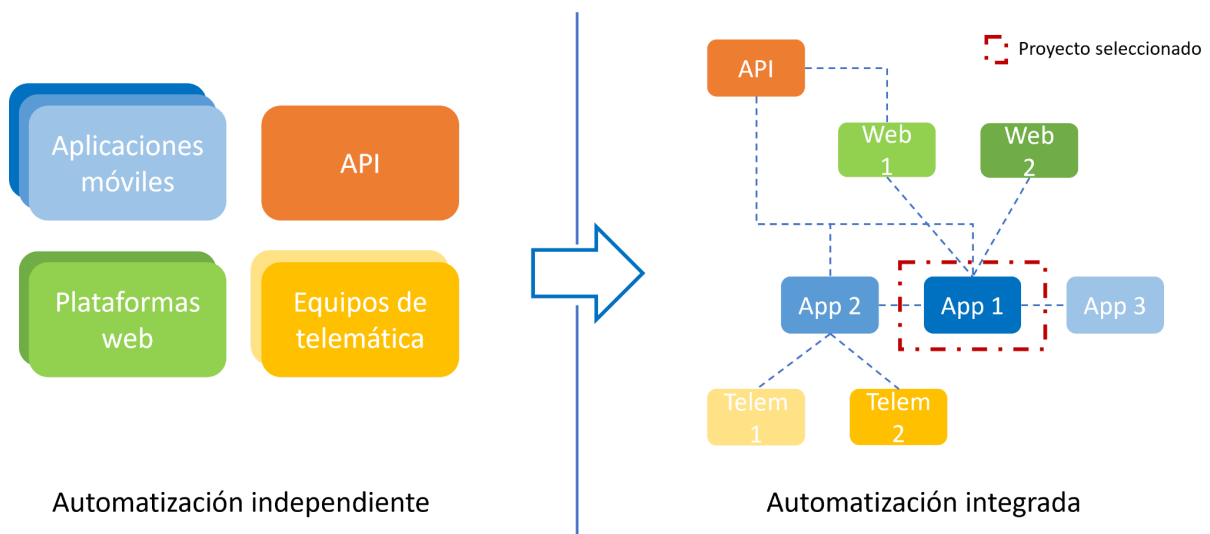 Aplicaciones
móviles
API
Plataformas
web
Equipos de
telemática
Automatización independiente
Proyecto seleccionado
API
Web
1
Web
2
App 2
App 1
App 3
Telem
1
Telem
2
Automatización integrada